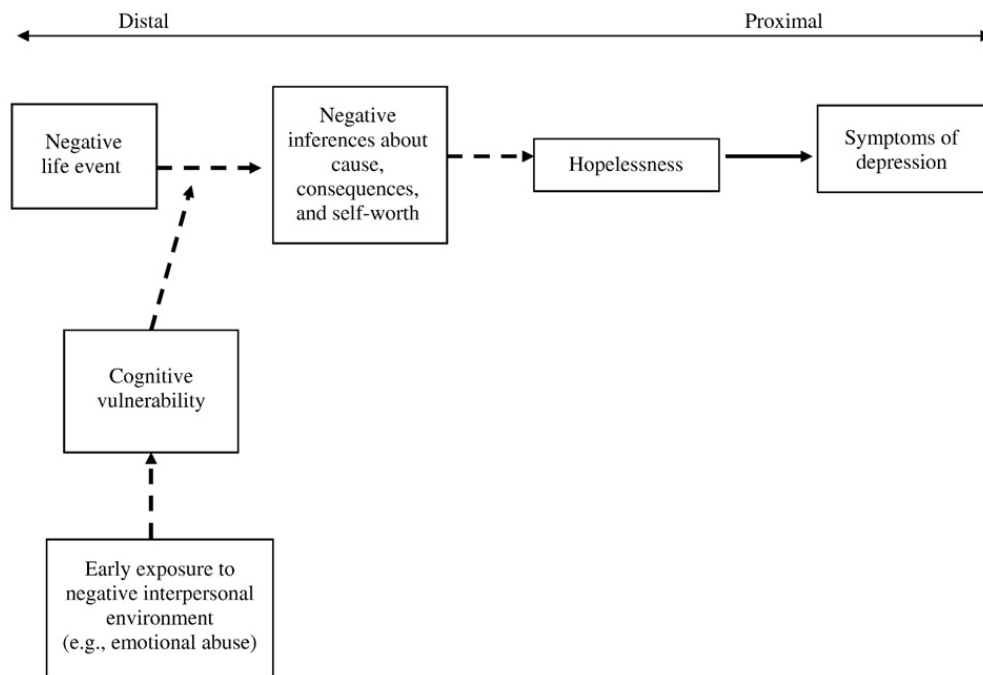 Distal
Proximal
Negative
life event
Negative
inferences about
cause,
consequences,
and self-worth
Hopelessness
Symptoms of
depression
Cognitive
vulnerability
Early exposure to
negative interpersonal
environment
(e.g., emotional abuse)